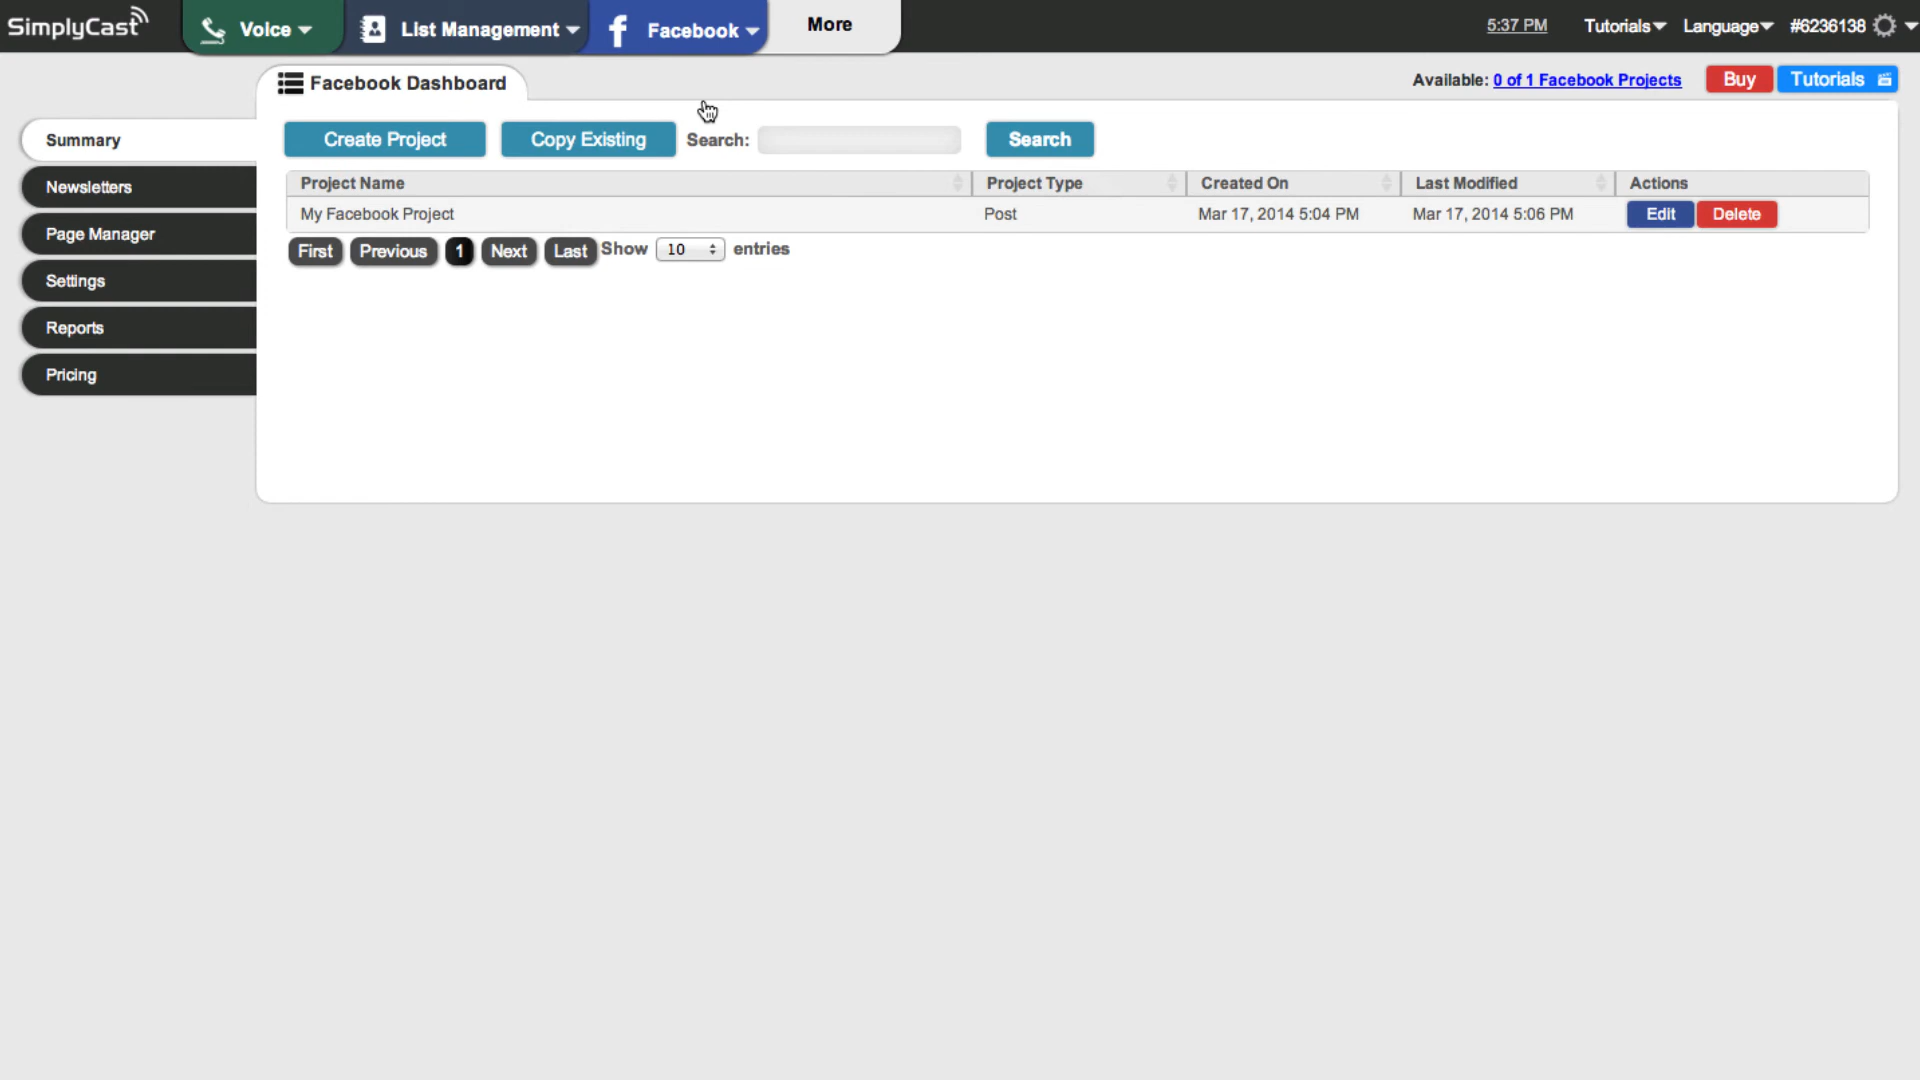 SimplyCast
Voice
List Management
Facebook
More
5:37 PM
Tutorials
Language
#6236138
Facebook Dashboard
Available: 0 of 1 Facebook Projects
Buy
Tutorials
Summary
Newsletters
Page Manager
Settings
Reports
Pricing
Create Project
Copy Existing
Search:
Search
Project Name
Project Type
Created On
Last Modified
Actions
My Facebook Project
Post
Mar 17, 2014 5:04 PM
Mar 17, 2014 5:06 PM
Edit
Delete
First
Previous
1
Next
Last
Show
10
entries